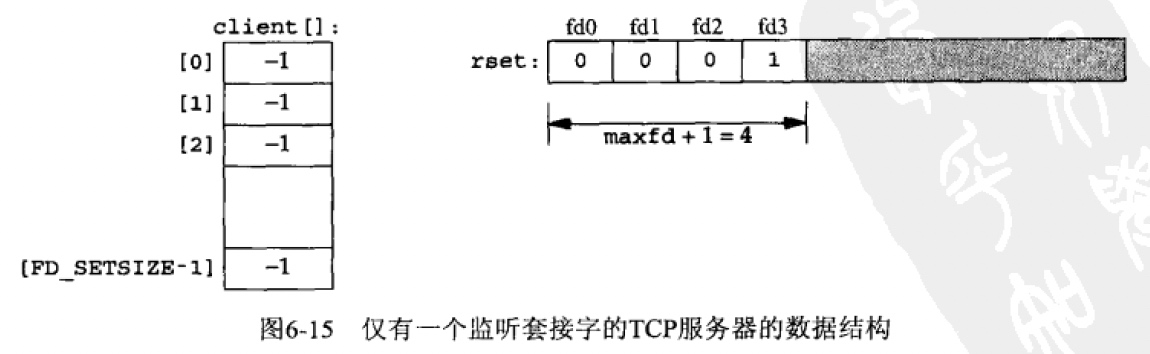 client[]:
[0] -1
[1] -1
[2] -1
[FD_SETSIZE-1] -1
fd0 fd1 fd2 fd3
rset: 0 0 0 1
maxfd + 1 = 4
图6-15 仅有一个监听套接字的TCP服务器的数据结构